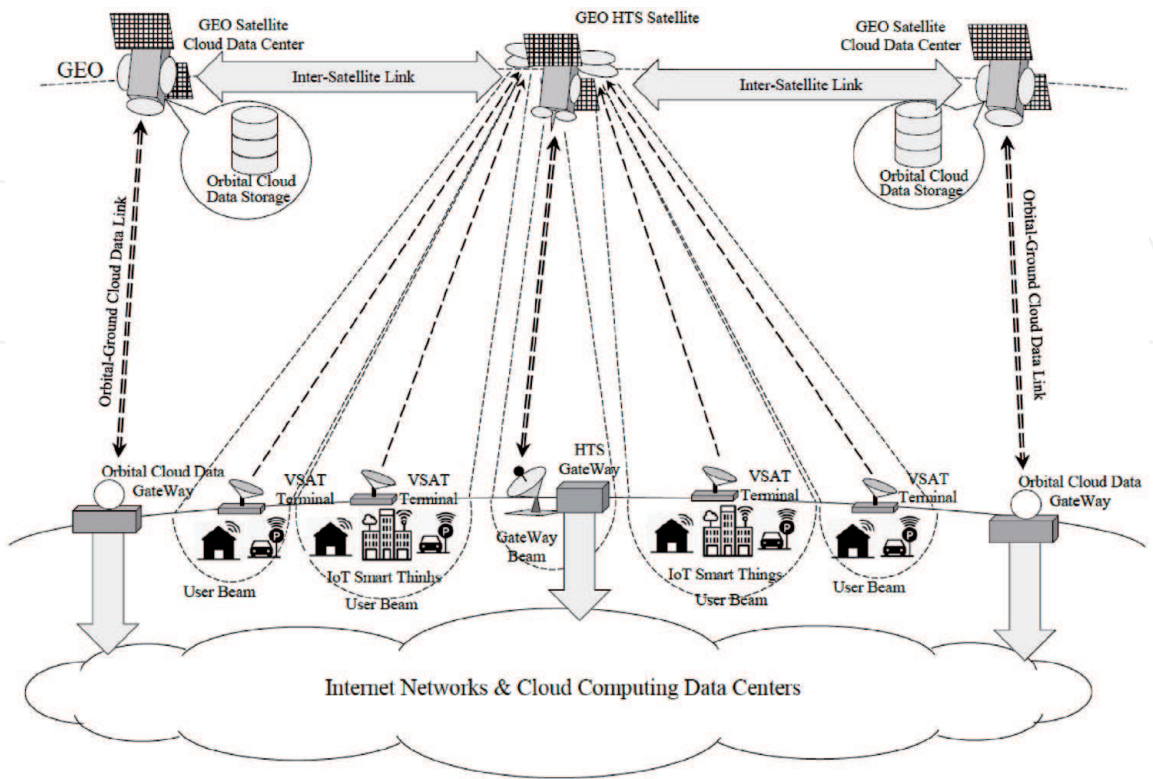 GEO Satellite
Cloud Data Center
GEO HTS Satellite
GEO Satellite
Cloud Data Center
GEO
Inter-Satellite Link
Inter-Satellite Link
Orbital Cloud
Data Storage
Orbital Cloud
Data Storage
Orbital-Ground Cloud Data Link
Orbital-Ground Cloud Data Link
Orbital Cloud Data
GateWay
VSAT
Terminal
VSAT
Terminal
HTS
GateWay
VSAT
Terminal
VSAT
Terminal
Orbital Cloud Data
GateWay
P
P
P
P
GateWay
Beam
User Beam
IoT Smart Thinhs
User Beam
IoT Smart Things
User Beam
User Beam
Internet Networks & Cloud Computing Data Centers